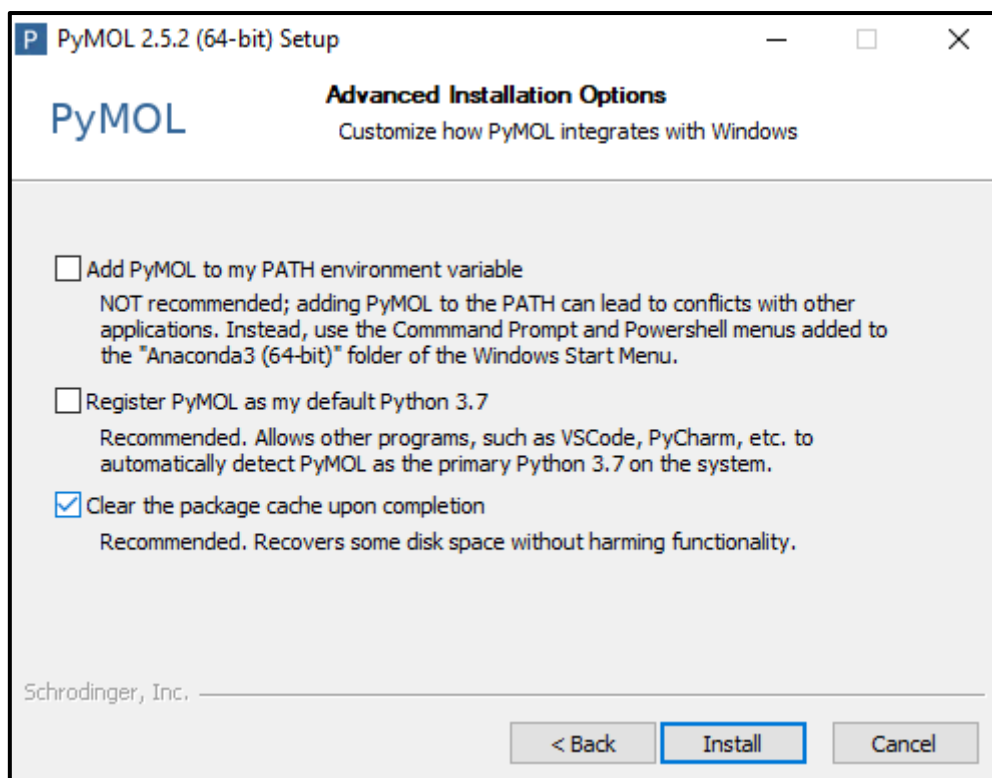 P PyMOL 2.5.2 (64-bit) Setup
PyMOL
Advanced Installation Options
Customize how PyMOL integrates with Windows
Add PyMOL to my PATH environment variable
NOT recommended; adding PyMOL to the PATH can lead to conflicts with other
applications. Instead, use the Commmand Prompt and Powershell menus added to
the "Anaconda3 (64-bit)" folder of the Windows Start Menu.
Register PyMOL as my default Python 3.7
Recommended. Allows other programs, such as VSCode, PyCharm, etc. to
automatically detect PyMOL as the primary Python 3.7 on the system.
Clear the package cache upon completion
Recommended. Recovers some disk space without harming functionality.
Schrodinger, Inc.
< Back Install Cancel